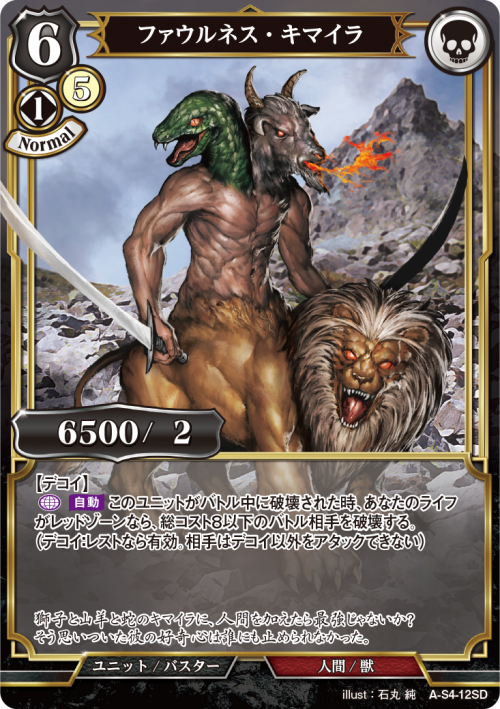 6
ファウルネス・キマイラ
1
5
Normal
6500/ 2
【デコイ】
自動 このユニットがバトル中に破壊された時、あなたのライフ
がレッドゾーンなら、総コスト8以下のバトル相手を破壊する。
（デコイ：レストなら有効。相手はデコイ以外をアタックできない）
獅子と山羊と蛇のキマイラに、人間を加えたら最強じゃないか？
そう思いついた彼の好奇心は誰にも止められなかった。
ユニット / バスター
人間 / 獣
illust：石丸 純 A-S4-12SD